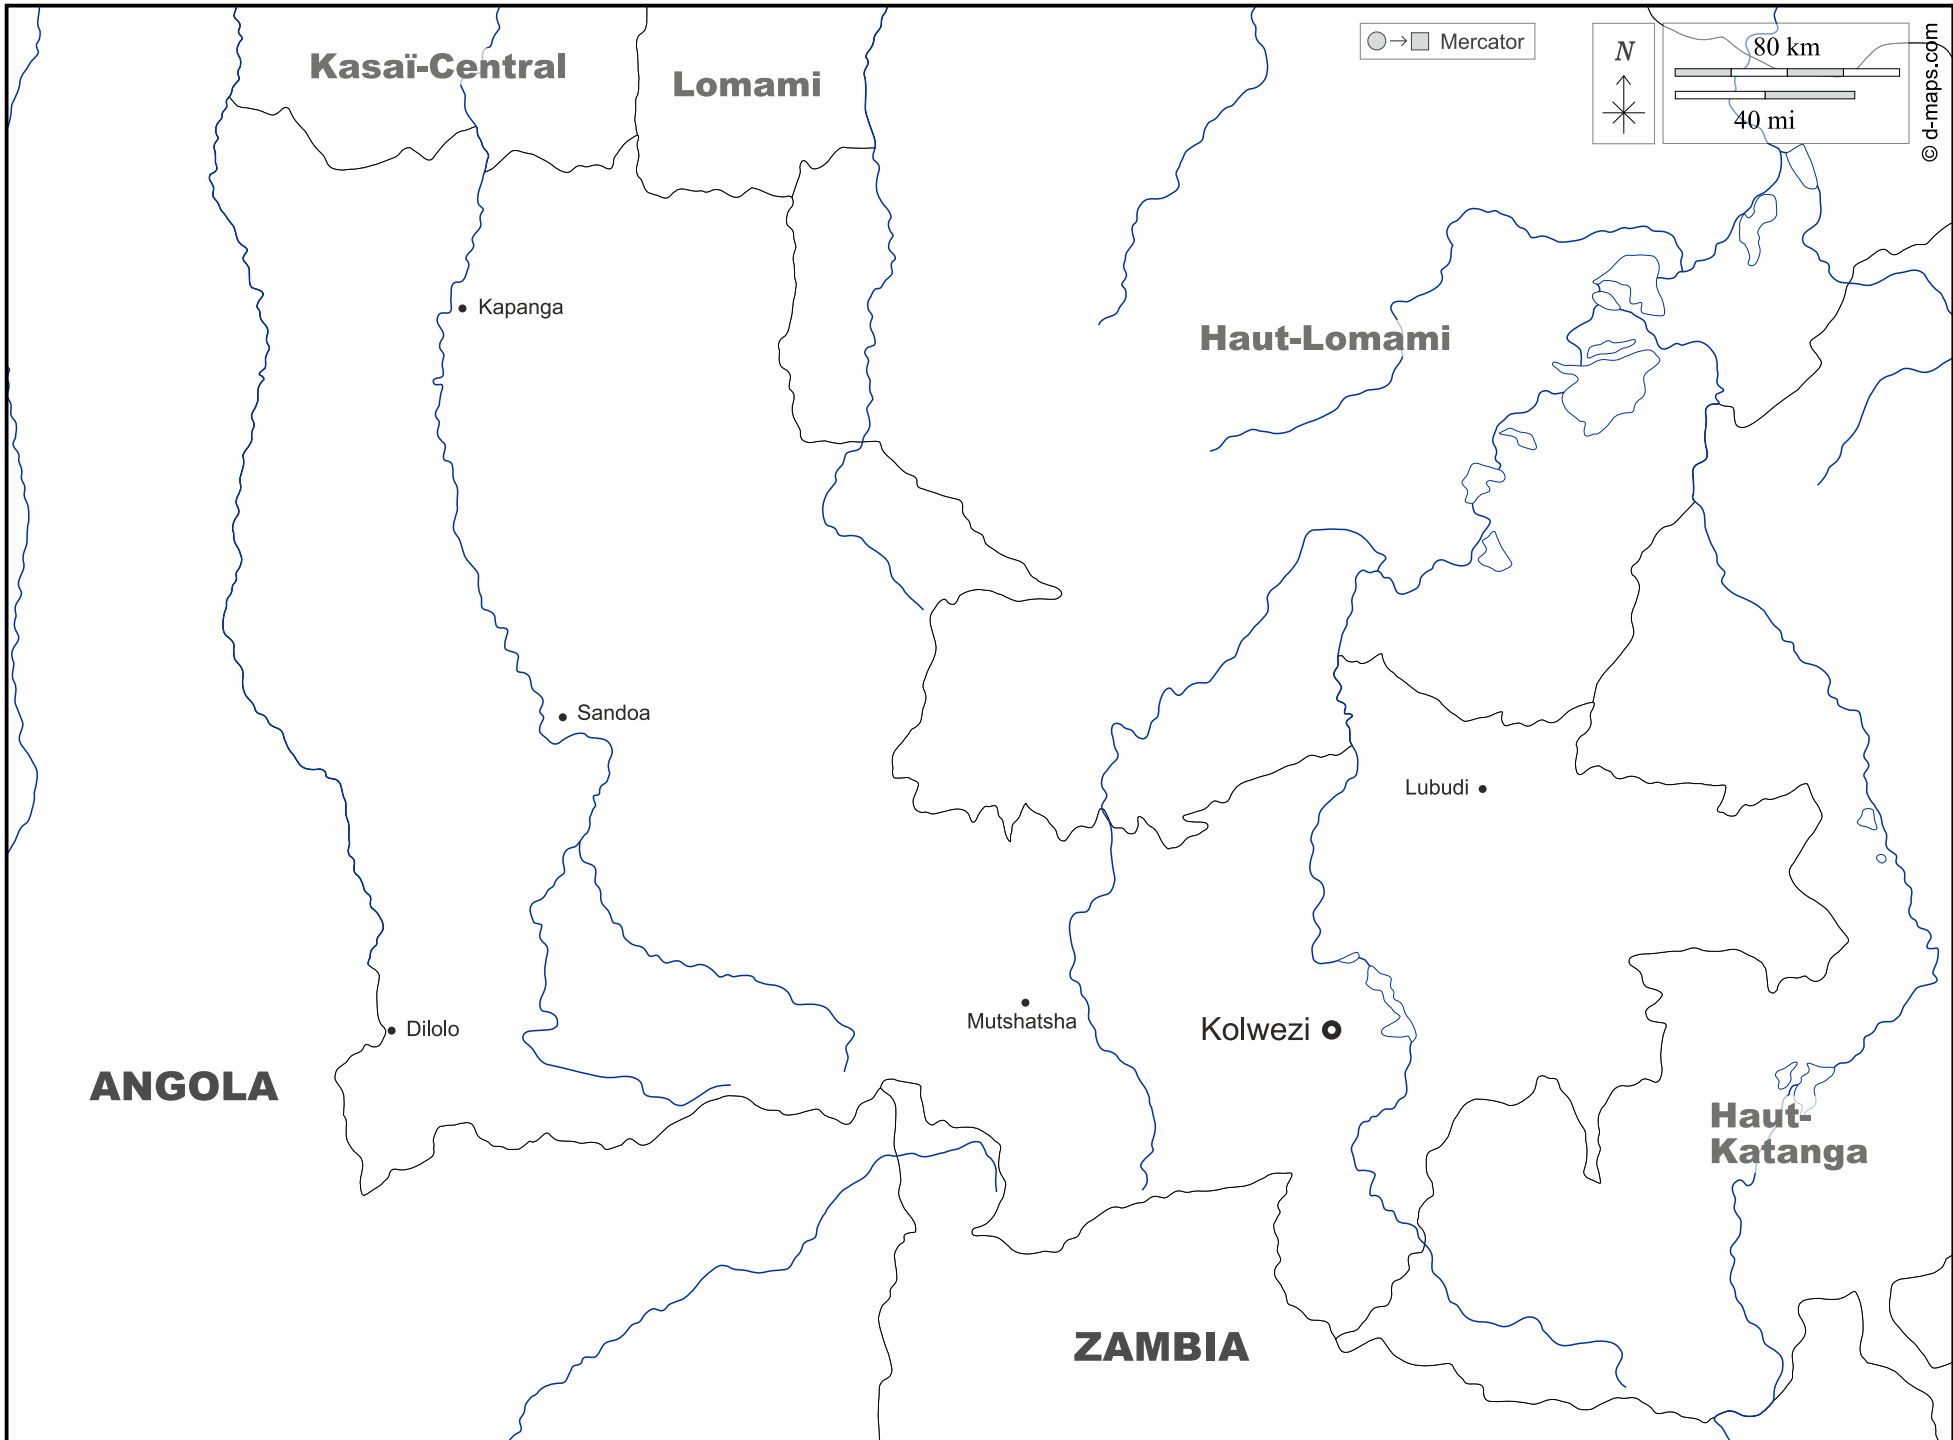 Kasaï-Central
Lomami
Mercator
N
80 km
40 mi
© d-maps.com
Kapanga
Haut-Lomami
Sandoa
Lubudi
Mutshatsha
Kolwezi
Dilolo
ANGOLA
Haut-
Katanga
ZAMBIA